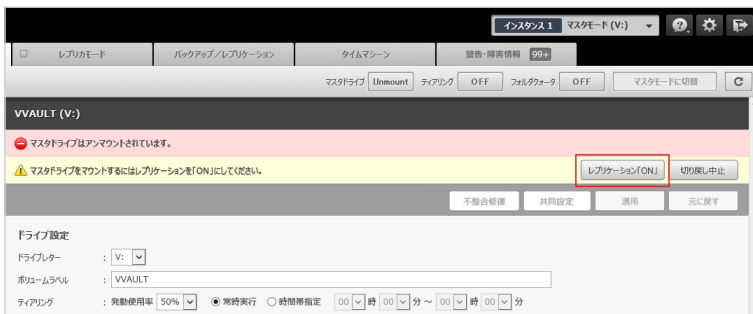 インスタンス 1 マスタモード (V:)
レプリカモード バックアップ/レプリケーション タイムマシーン 警告・障害情報 99+
マスタドライブ Unmount ティアリング OFF フォルダクォータ OFF マスタモードに切替
VVAULT (V:)
マスタドライブはアンマウントされています。
マスタドライブをマウントするにはレプリケーションを「ON」にしてください。 レプリケーション「ON」 切り戻し中止
不整合修復 共同設定 適用 元に戻す
ドライブ設定
ドライブレター : V:
ボリュームラベル : VVAULT
ティアリング : 発動使用率 50% 常時実行 時間帯指定 00 時 00 分 ~ 00 時 00 分